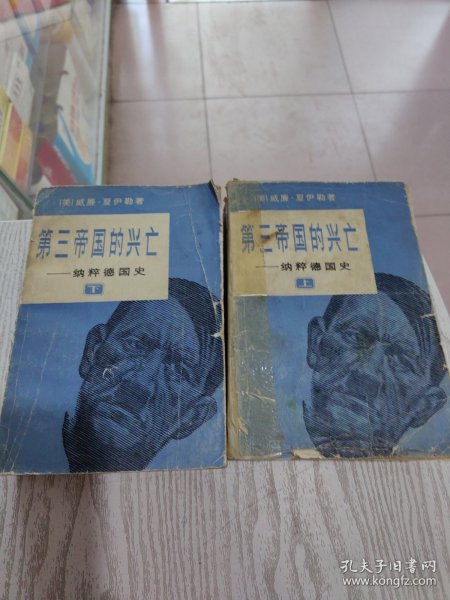 [美]威廉·夏伊勒著
第三帝国的兴亡
——纳粹德国史
下
[美]威廉·夏伊勒著
第三帝国的兴亡
——纳粹德国史
上
孔夫子旧书网
www.kongfz.com